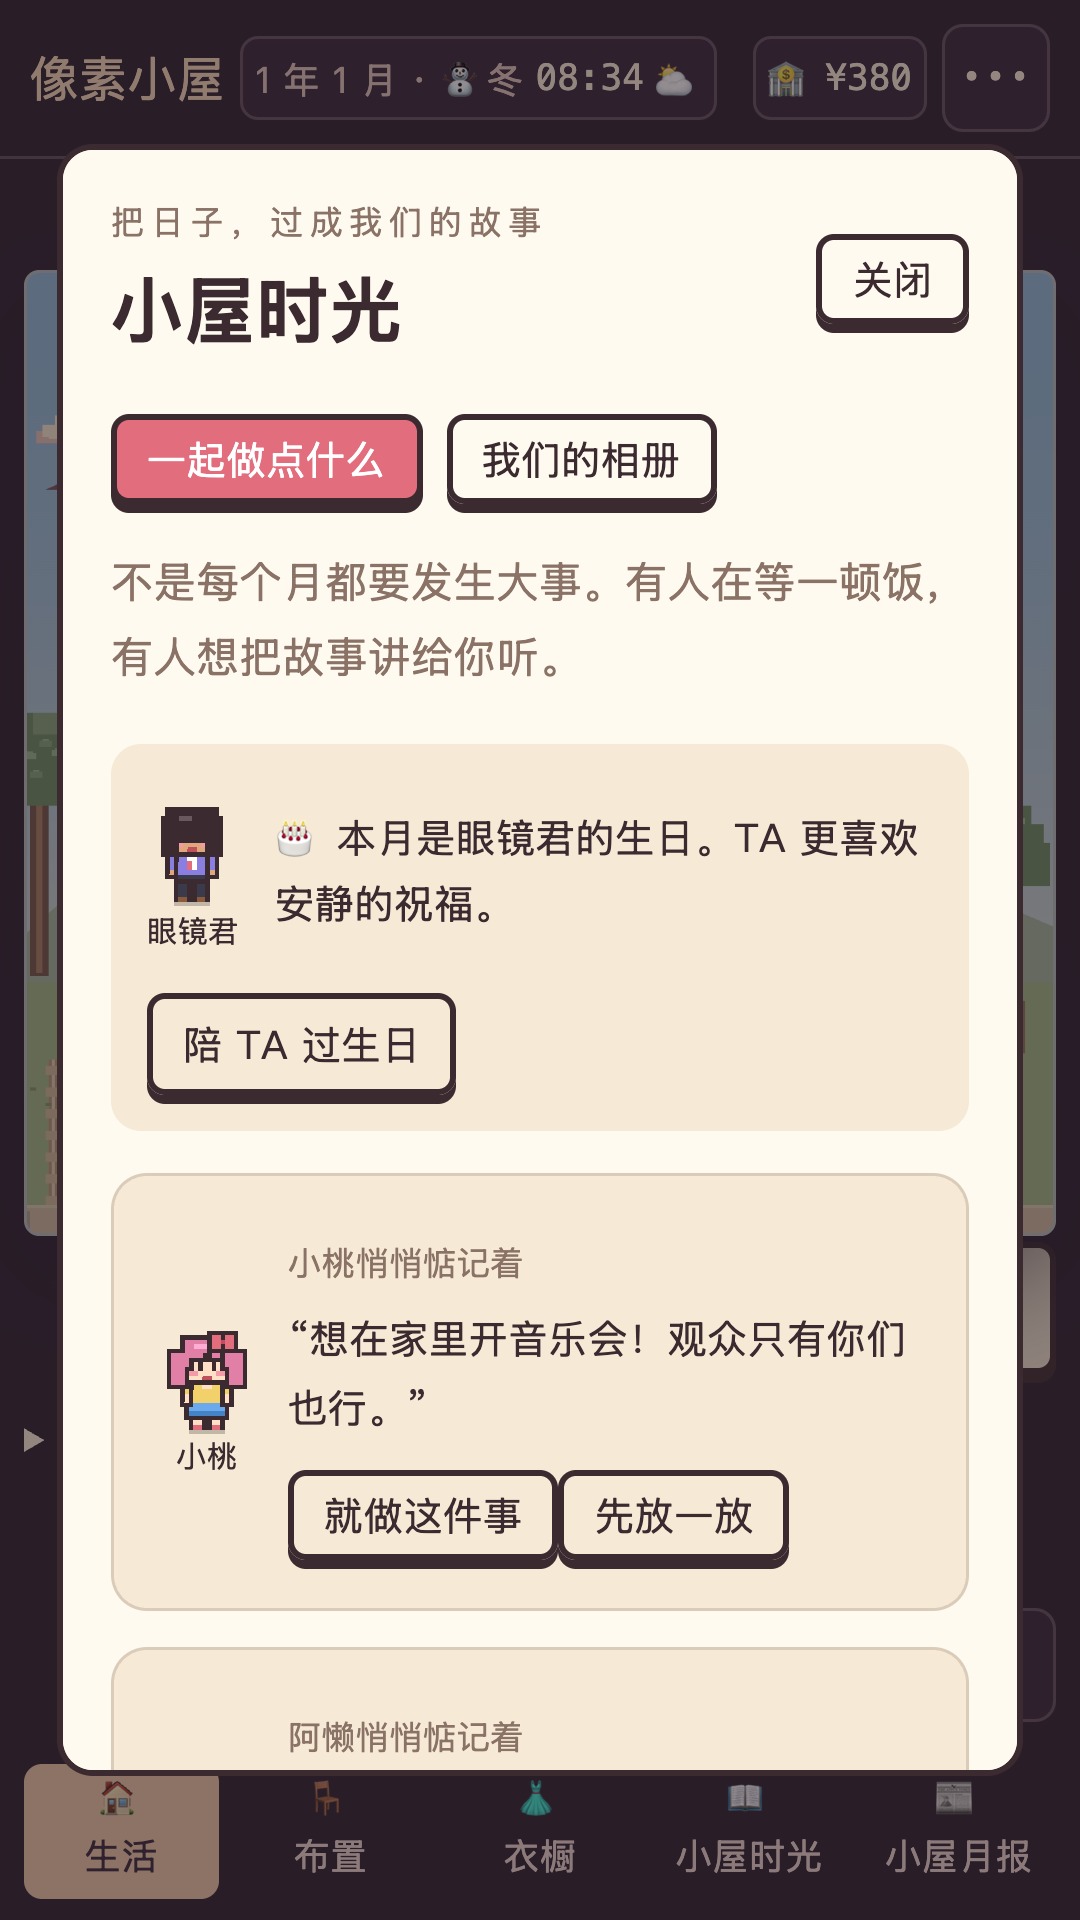 像素小屋
1 年 1 月 · 冬 08:34
¥380
把日子，过成我们的故事
小屋时光
关闭
一起做点什么
我们的相册
不是每个月都要发生大事。有人在等一顿饭，
有人想把故事讲给你听。
本月是眼镜君的生日。TA 更喜欢
安静的祝福。
眼镜君
陪 TA 过生日
小桃悄悄惦记着
“想在家里开音乐会！观众只有你们
也行。”
小桃
就做这件事
先放一放
阿懒悄悄惦记着
生活
布置
衣橱
小屋时光
小屋月报